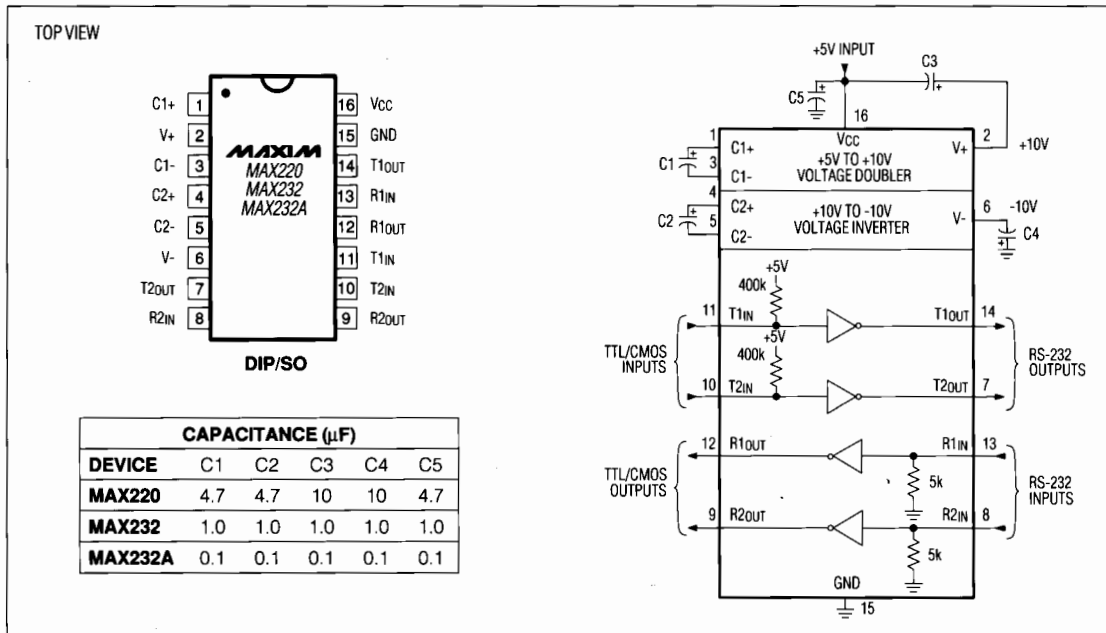 TOP VIEW
C1+ 1
V+ 2
C1- 3
C2+ 4
C2- 5
V- 6
T2OUT 7
R2IN 8
16 VCC
15 GND
14 T1OUT
13 R1IN
12 R1OUT
11 T1IN
10 T2IN
9 R2OUT
MAXIM
MAX220
MAX232
MAX232A
DIP/SO
CAPACITANCE (µF)
DEVICE C1 C2 C3 C4 C5
MAX220 4.7 4.7 10 10 4.7
MAX232 1.0 1.0 1.0 1.0 1.0
MAX232A 0.1 0.1 0.1 0.1 0.1
+5V INPUT
C3
+
C5
+
16
VCC
1
C1+
C1
+
3
C1-
+5V TO +10V
VOLTAGE DOUBLER
2
V+
+10V
4
C2+
C2
+
5
C2-
+10V TO -10V
VOLTAGE INVERTER
6
V-
-10V
C4
+
+5V
400k
11 T1IN
T1OUT 14
+5V
400k
TTL/CMOS
INPUTS
RS-232
OUTPUTS
10 T2IN
T2OUT 7
12 R1OUT
R1IN 13
5k
TTL/CMOS
OUTPUTS
RS-232
INPUTS
9 R2OUT
R2IN 8
5k
GND
15